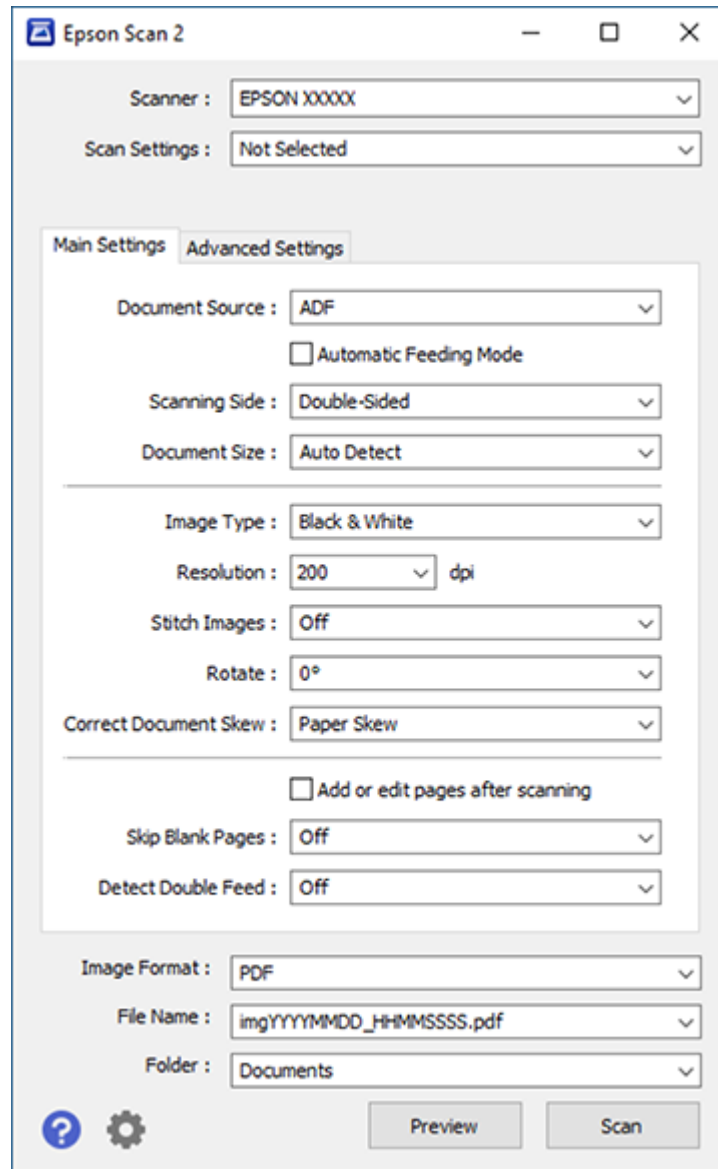 Epson Scan 2
Scanner : EPSON XXXXX
Scan Settings : Not Selected
Main Settings Advanced Settings
Document Source : ADF
Automatic Feeding Mode
Scanning Side : Double-Sided
Document Size : Auto Detect
Image Type : Black & White
Resolution : 200 dpi
Stitch Images : Off
Rotate : 0°
Correct Document Skew : Paper Skew
Add or edit pages after scanning
Skip Blank Pages : Off
Detect Double Feed : Off
Image Format : PDF
File Name : imgYYYYMMDD_HHMMSSSS.pdf
Folder : Documents
? Preview Scan